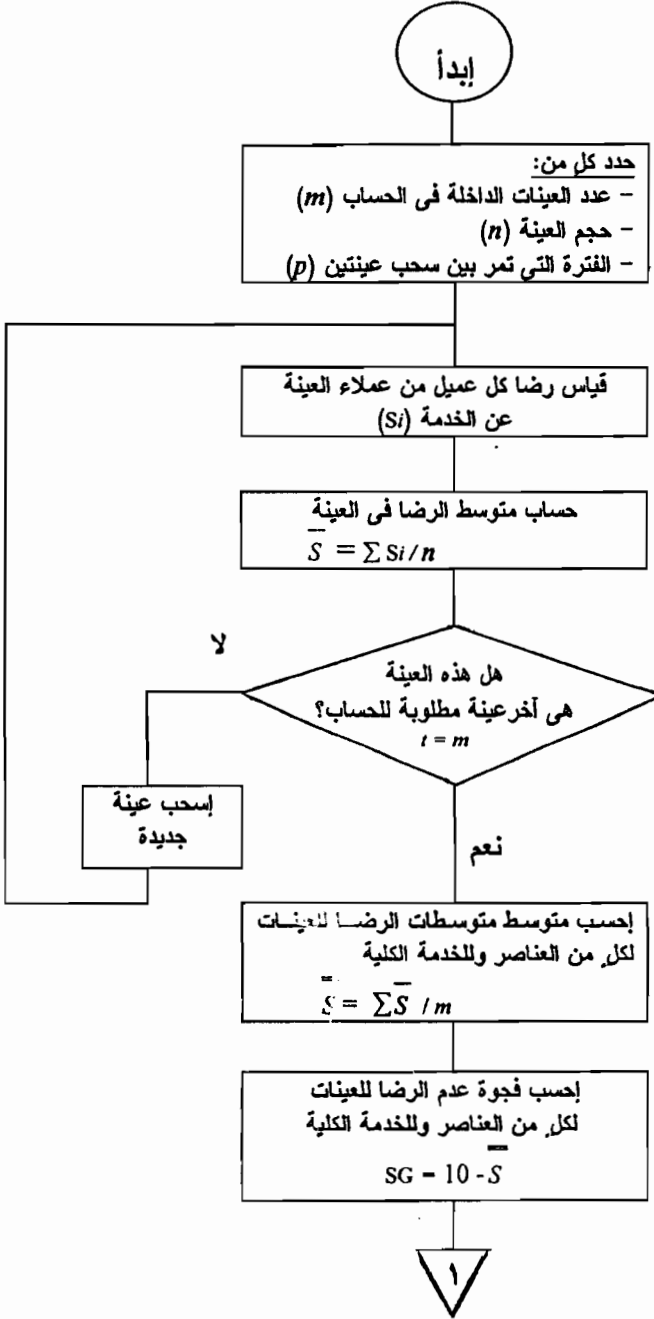 إبدأ
حدد كل من:
- عدد العينات الداخلة فى الحساب (m)
- حجم العينة (n)
- الفترة التي تمر بين سحب عينتين (p)
قياس رضا كل عميل من عملاء العينة
عن الخدمة (Si)
حساب متوسط الرضا فى العينة
S̅ = ∑ Si / n
لا
هل هذه العينة
هى آخرعينة مطلوبة للحساب؟
t = m
إسحب عينة
جديدة
نعم
إحسب متوسط متوسطات الرضا للعينات
لكلٍ من العناصر وللخدمة الكلية
S̿ = ∑S̅ / m
إحسب فجوة عدم الرضا للعينات
لكلٍ من العناصر وللخدمة الكلية
SG - 10 - S̿
١